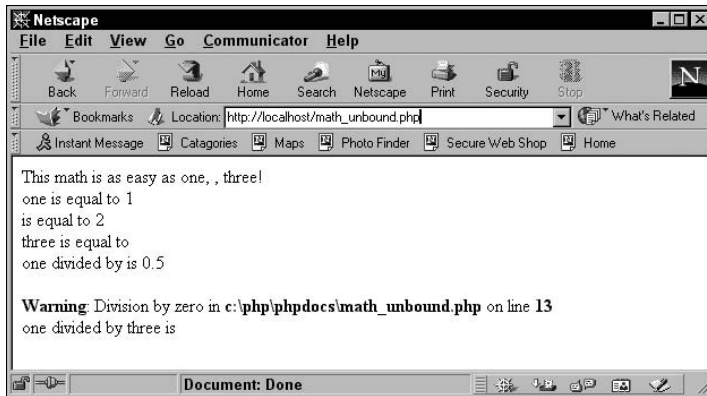 Netscape
File Edit View Go Communicator Help
My
Back Forward Reload Home Search Netscape Print Security Stop
N
Bookmarks Location: http://localhost/math_unbound.php What's Related
Instant Message Catagories Maps Photo Finder Secure Web Shop Home
This math is as easy as one, , three!
one is equal to 1
is equal to 2
three is equal to
one divided by is 0.5
Warning: Division by zero in c:\php\phpdocs\math_unbound.php on line 13
one divided by three is
Document: Done